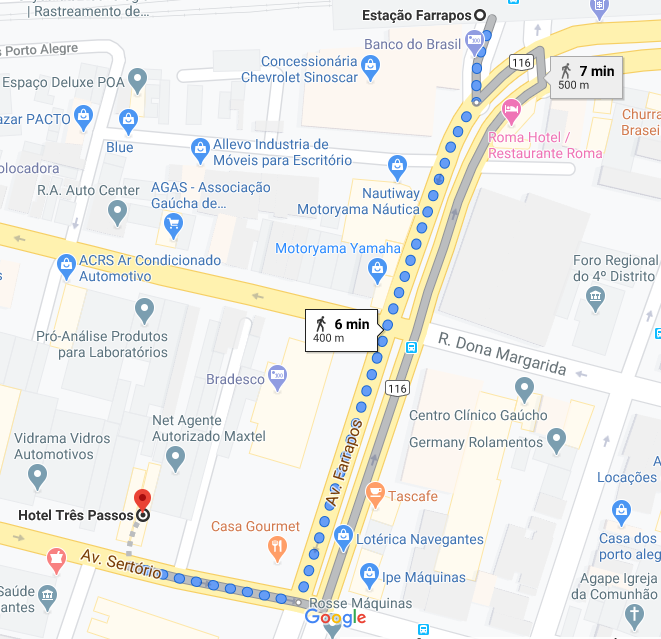 Rastreamento de...
Estação Farrapos
Banco do Brasil
Porto Alegre
Concessionária
Chevrolet Sinoscar
116
7 min
500 m
Espaço Deluxe POA
azar PACTO
Blue
Roma Hotel /
Restaurante Roma
Churra
Brasei
Allevo Industria de
Móveis para Escritório
olocadora
R.A. Auto Center
AGAS - Associação
Gaúcha de...
Nautiway
Motoryama Náutica
Motoryama Yamaha
ACRS Ar Condicionado
Automotivo
Foro Regional
do 4º Distrito
Pró-Análise Produtos
para Laboratórios
6 min
400 m
R. Dona Margarida
Bradesco
116
Centro Clínico Gaúcho
Net Agente
Autorizado Maxtel
Vidrama Vidros
Automotivos
Germany Rolamentos
Av. Farrapos
Locações
Tascafe
Hotel Três Passos
Casa Gourmet
Lotérica Navegantes
Casa dos
porto aleg
Av. Sertório
Ipe Máquinas
Saúde
antes
Agape Igreja
da Comunhão
Rosse Máquinas
Google